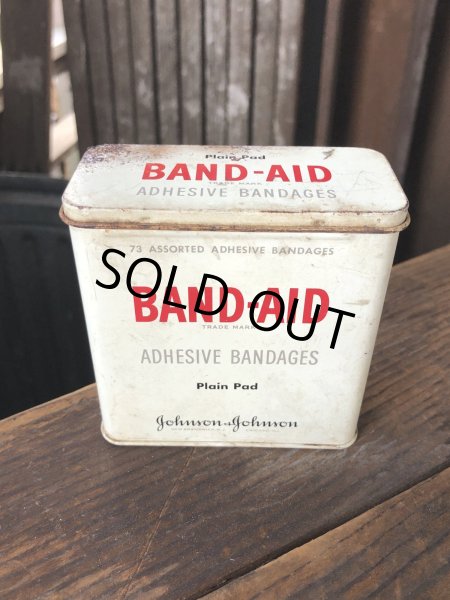 Plain Pad
BAND-AID
TRADE MARK
ADHESIVE BANDAGES
73 ASSORTED ADHESIVE BANDAGES
BAND-AID
TRADE MARK
ADHESIVE BANDAGES
Plain Pad
Johnson & Johnson
SOLD OUT